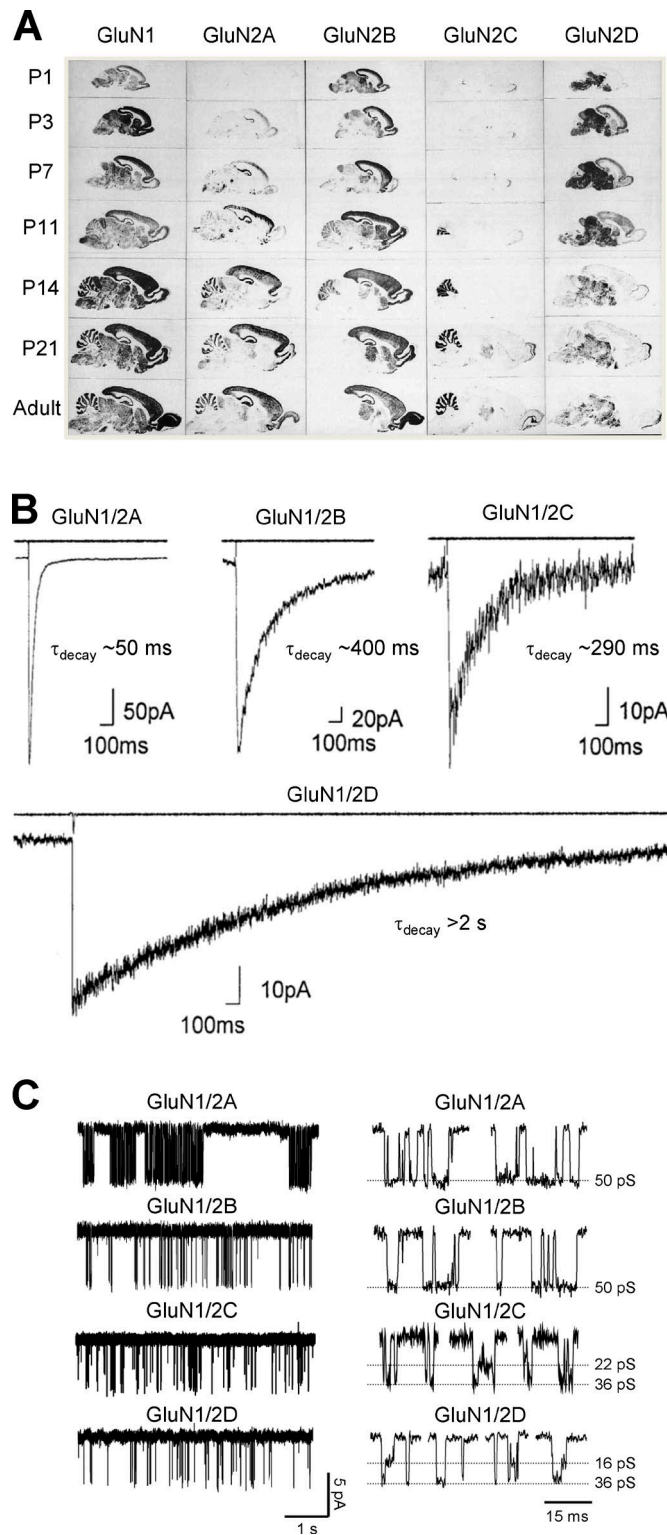 A
GluN1 GluN2A GluN2B GluN2C GluN2D
P1
P3
P7
P11
P14
P21
Adult
B
GluN1/2A GluN1/2B GluN1/2C
τdecay ~50 ms τdecay ~400 ms τdecay ~290 ms
50pA 20pA 10pA
100ms 100ms 100ms
GluN1/2D
τdecay >2 s
10pA
100ms
C
GluN1/2A GluN1/2A
50 pS
GluN1/2B GluN1/2B
50 pS
GluN1/2C GluN1/2C
22 pS
36 pS
GluN1/2D GluN1/2D
16 pS
36 pS
5 pA
1 s 15 ms